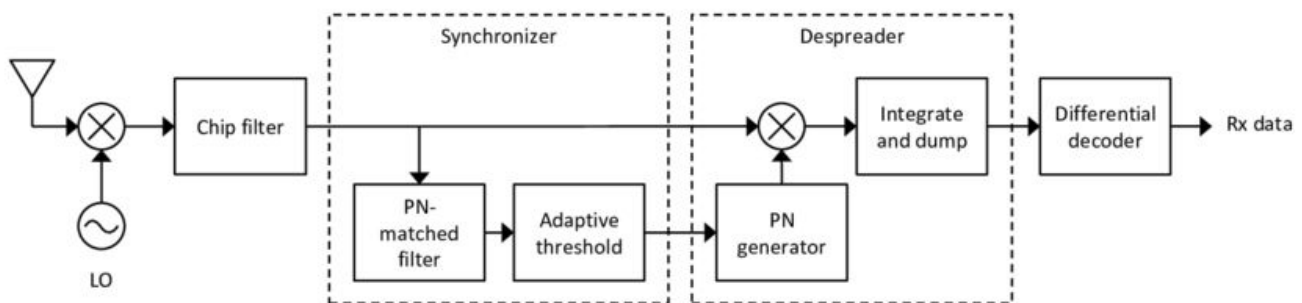 Synchronizer
Despreader
Chip filter
Integrate
and dump
Differential
decoder
Rx data
PN-
matched
filter
Adaptive
threshold
PN
generator
LO